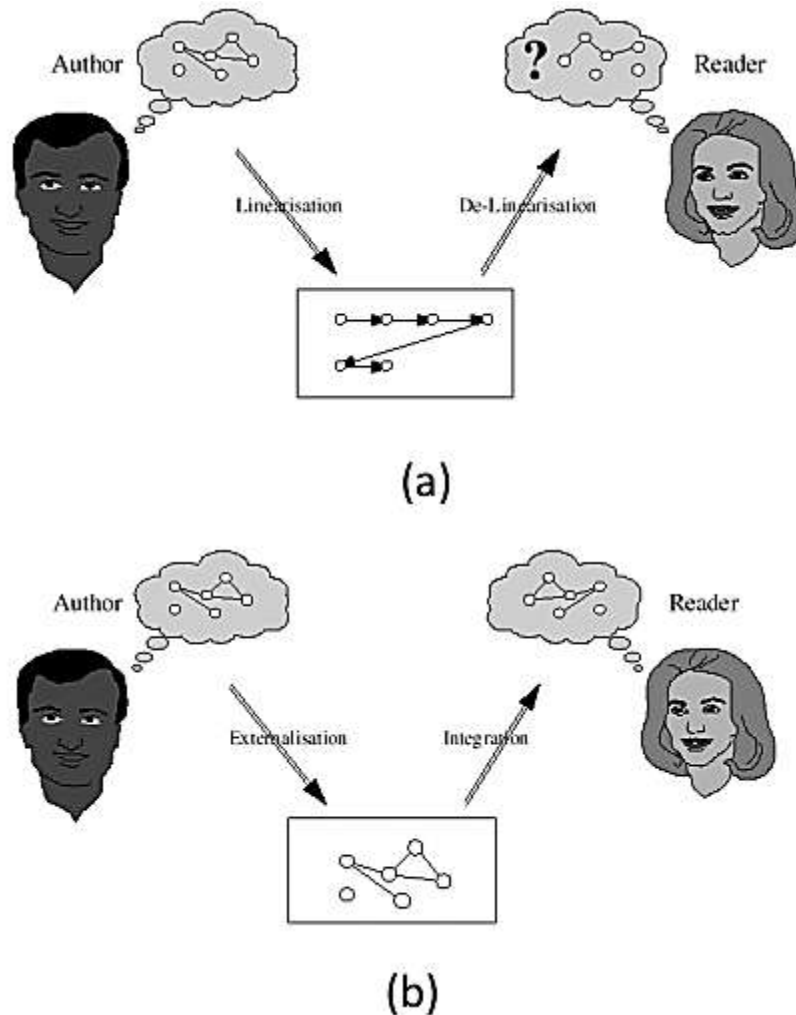 Author
?
Reader
Linearisation
De-Linearisation
(a)
Author
Reader
Externalisation
Integration
(b)